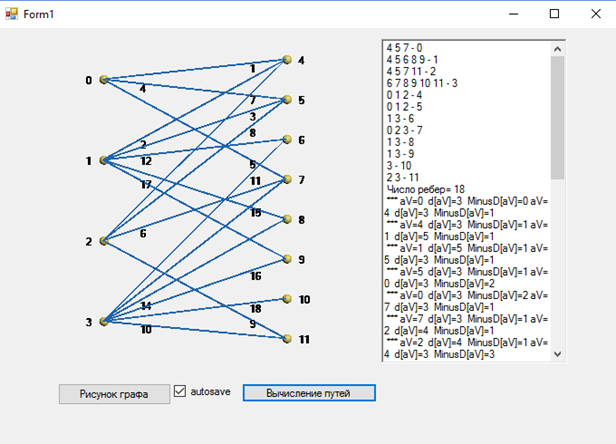 Form1
0
1
2
3
4
5
6
7
8
9
10
11
1
4
7
3
2
8
12
5
17
11
15
6
16
14
18
10
9
4 5 7 - 0
4 5 6 8 9 - 1
4 5 7 11 - 2
6 7 8 9 10 11 - 3
0 1 2 - 4
0 1 2 - 5
1 3 - 6
0 2 3 - 7
1 3 - 8
1 3 - 9
3 - 10
2 3 - 11
Число ребер= 18
*** aV=0 d[aV]=3 MinusD[aV]=0 aV=
4 d[aV]=3 MinusD[aV]=1
*** aV=4 d[aV]=3 MinusD[aV]=1 aV=
1 d[aV]=5 MinusD[aV]=1
*** aV=1 d[aV]=5 MinusD[aV]=1 aV=
5 d[aV]=3 MinusD[aV]=1
*** aV=5 d[aV]=3 MinusD[aV]=1 aV=
0 d[aV]=3 MinusD[aV]=2
*** aV=0 d[aV]=3 MinusD[aV]=2 aV=
7 d[aV]=3 MinusD[aV]=1
*** aV=7 d[aV]=3 MinusD[aV]=1 aV=
2 d[aV]=4 MinusD[aV]=1
*** aV=2 d[aV]=4 MinusD[aV]=1 aV=
4 d[aV]=3 MinusD[aV]=3
Рисунок графа
autosave
Вычисление путей